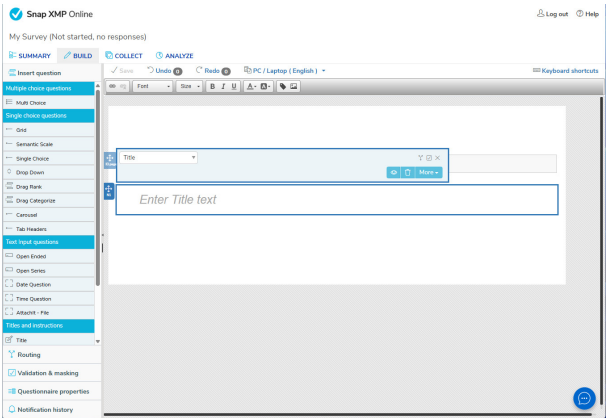 Snap XMP Online
Log out
Help
My Survey (Not started, no responses)
SUMMARY
BUILD
COLLECT
ANALYZE
Insert question
Save
Undo 0
Redo 0
PC / Laptop ( English )
Keyboard shortcuts
Font
Size
B I U
A
A
Multiple choice questions
Multi Choice
Single choice questions
Grid
Semantic Scale
Single Choice
Drop Down
Drag Rank
Drag Categorize
Carousel
Tab Headers
Text Input questions
Open Ended
Open Series
Date Question
Time Question
AttachIt - File
Titles and instructions
Title
Routing
Validation & masking
Questionnaire properties
Notification history
Title
More
Enter Title text